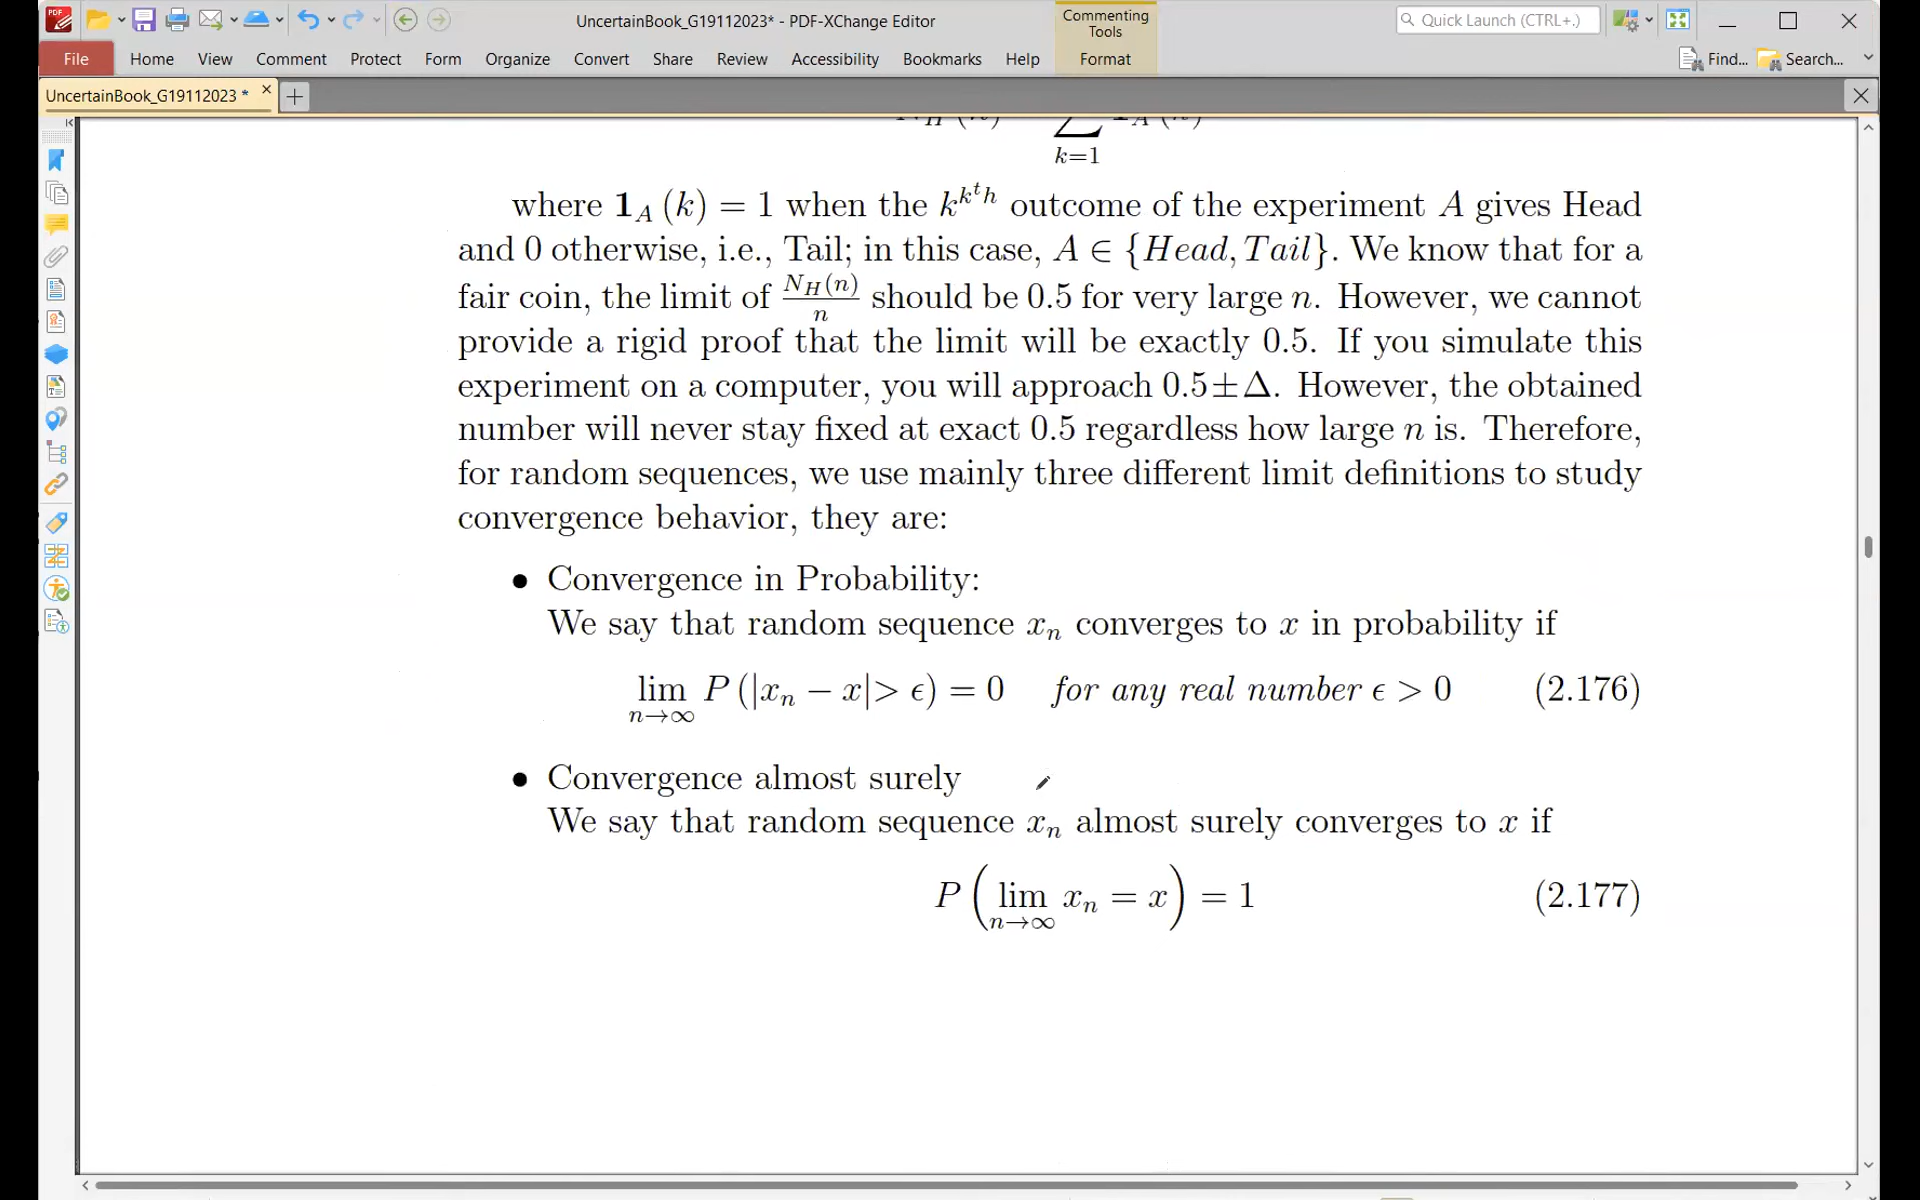 UncertainBook_G19112023* - PDF-XChange Editor
Commenting Tools
Quick Launch (CTRL+.)
File Home View Comment Protect Form Organize Convert Share Review Accessibility Bookmarks Help Format Find... Search...
UncertainBook_G19112023 *
k=1
where 1_A (k) = 1 when the k^{k^th} outcome of the experiment A gives Head
and 0 otherwise, i.e., Tail; in this case, A ∈ {Head, Tail}. We know that for a
fair coin, the limit of N_H(n)/n should be 0.5 for very large n. However, we cannot
provide a rigid proof that the limit will be exactly 0.5. If you simulate this
experiment on a computer, you will approach 0.5±Δ. However, the obtained
number will never stay fixed at exact 0.5 regardless how large n is. Therefore,
for random sequences, we use mainly three different limit definitions to study
convergence behavior, they are:
• Convergence in Probability:
We say that random sequence x_n converges to x in probability if
lim_{n→∞} P (|x_n − x|> ϵ) = 0 for any real number ϵ > 0 (2.176)
• Convergence almost surely
We say that random sequence x_n almost surely converges to x if
P (lim_{n→∞} x_n = x) = 1 (2.177)